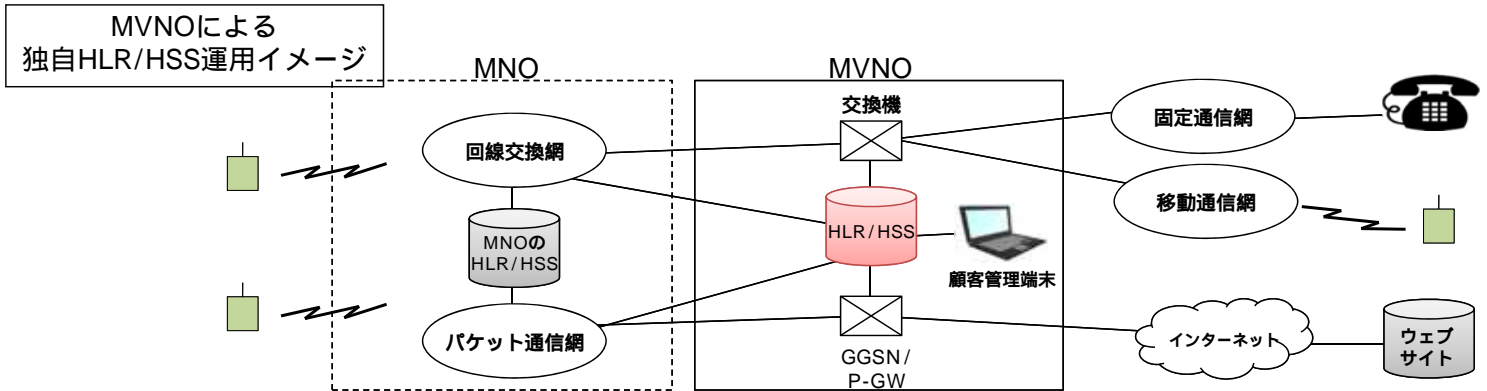 MVNOによる
独自HLR/HSS運用イメージ
MNO
MVNO
交換機
回線交換網
固定通信網
移動通信網
MNOの
HLR/HSS
HLR/HSS
顧客管理端末
パケット通信網
GGSN/
P-GW
インターネット
ウェブ
サイト